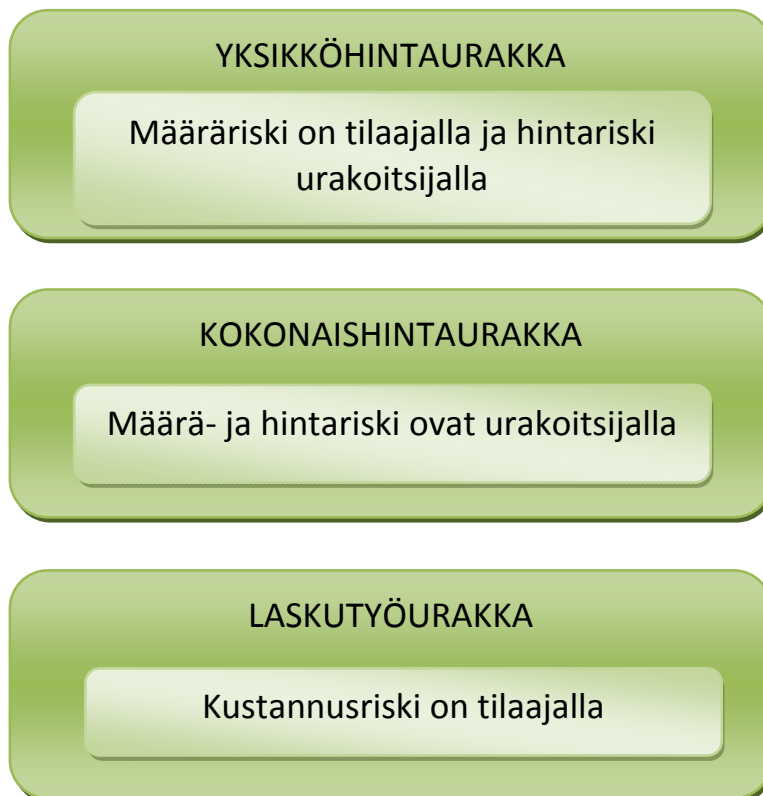 YKSIKKÖHINTAURAKKA
Määräriski on tilaajalla ja hintariski
urakoitsijalla
KOKONAISHINTAURAKKA
Määrä- ja hintariski ovat urakoitsijalla
LASKUTYÖURAKKA
Kustannusriski on tilaajalla